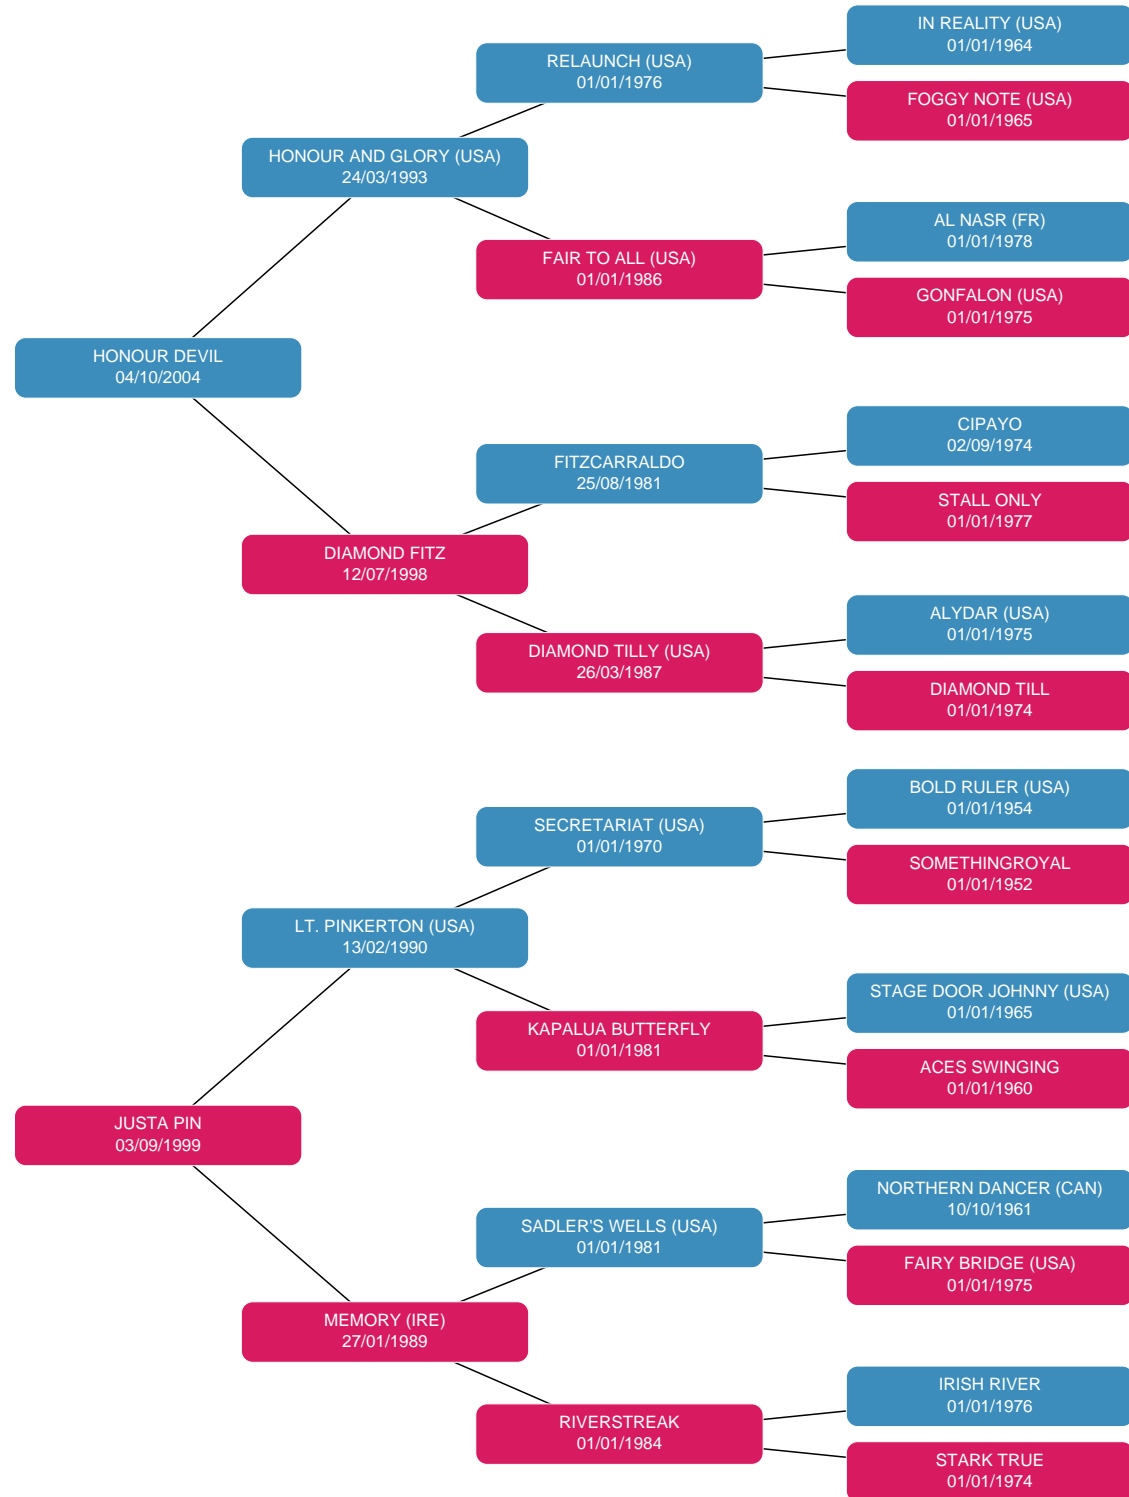 IN REALITY (USA)
01/01/1964
RELAUNCH (USA)
01/01/1976
FOGGY NOTE (USA)
01/01/1965
HONOUR AND GLORY (USA)
24/03/1993
AL NASR (FR)
01/01/1978
FAIR TO ALL (USA)
01/01/1986
GONFALON (USA)
01/01/1975
HONOUR DEVIL
04/10/2004
CIPAYO
02/09/1974
FITZCARRALDO
25/08/1981
STALL ONLY
01/01/1977
DIAMOND FITZ
12/07/1998
ALYDAR (USA)
01/01/1975
DIAMOND TILLY (USA)
26/03/1987
DIAMOND TILL
01/01/1974
BOLD RULER (USA)
01/01/1954
SECRETARIAT (USA)
01/01/1970
SOMETHINGROYAL
01/01/1952
LT. PINKERTON (USA)
13/02/1990
STAGE DOOR JOHNNY (USA)
01/01/1965
KAPALUA BUTTERFLY
01/01/1981
ACES SWINGING
01/01/1960
JUSTA PIN
03/09/1999
NORTHERN DANCER (CAN)
10/10/1961
SADLER'S WELLS (USA)
01/01/1981
FAIRY BRIDGE (USA)
01/01/1975
MEMORY (IRE)
27/01/1989
IRISH RIVER
01/01/1976
RIVERSTREAK
01/01/1984
STARK TRUE
01/01/1974